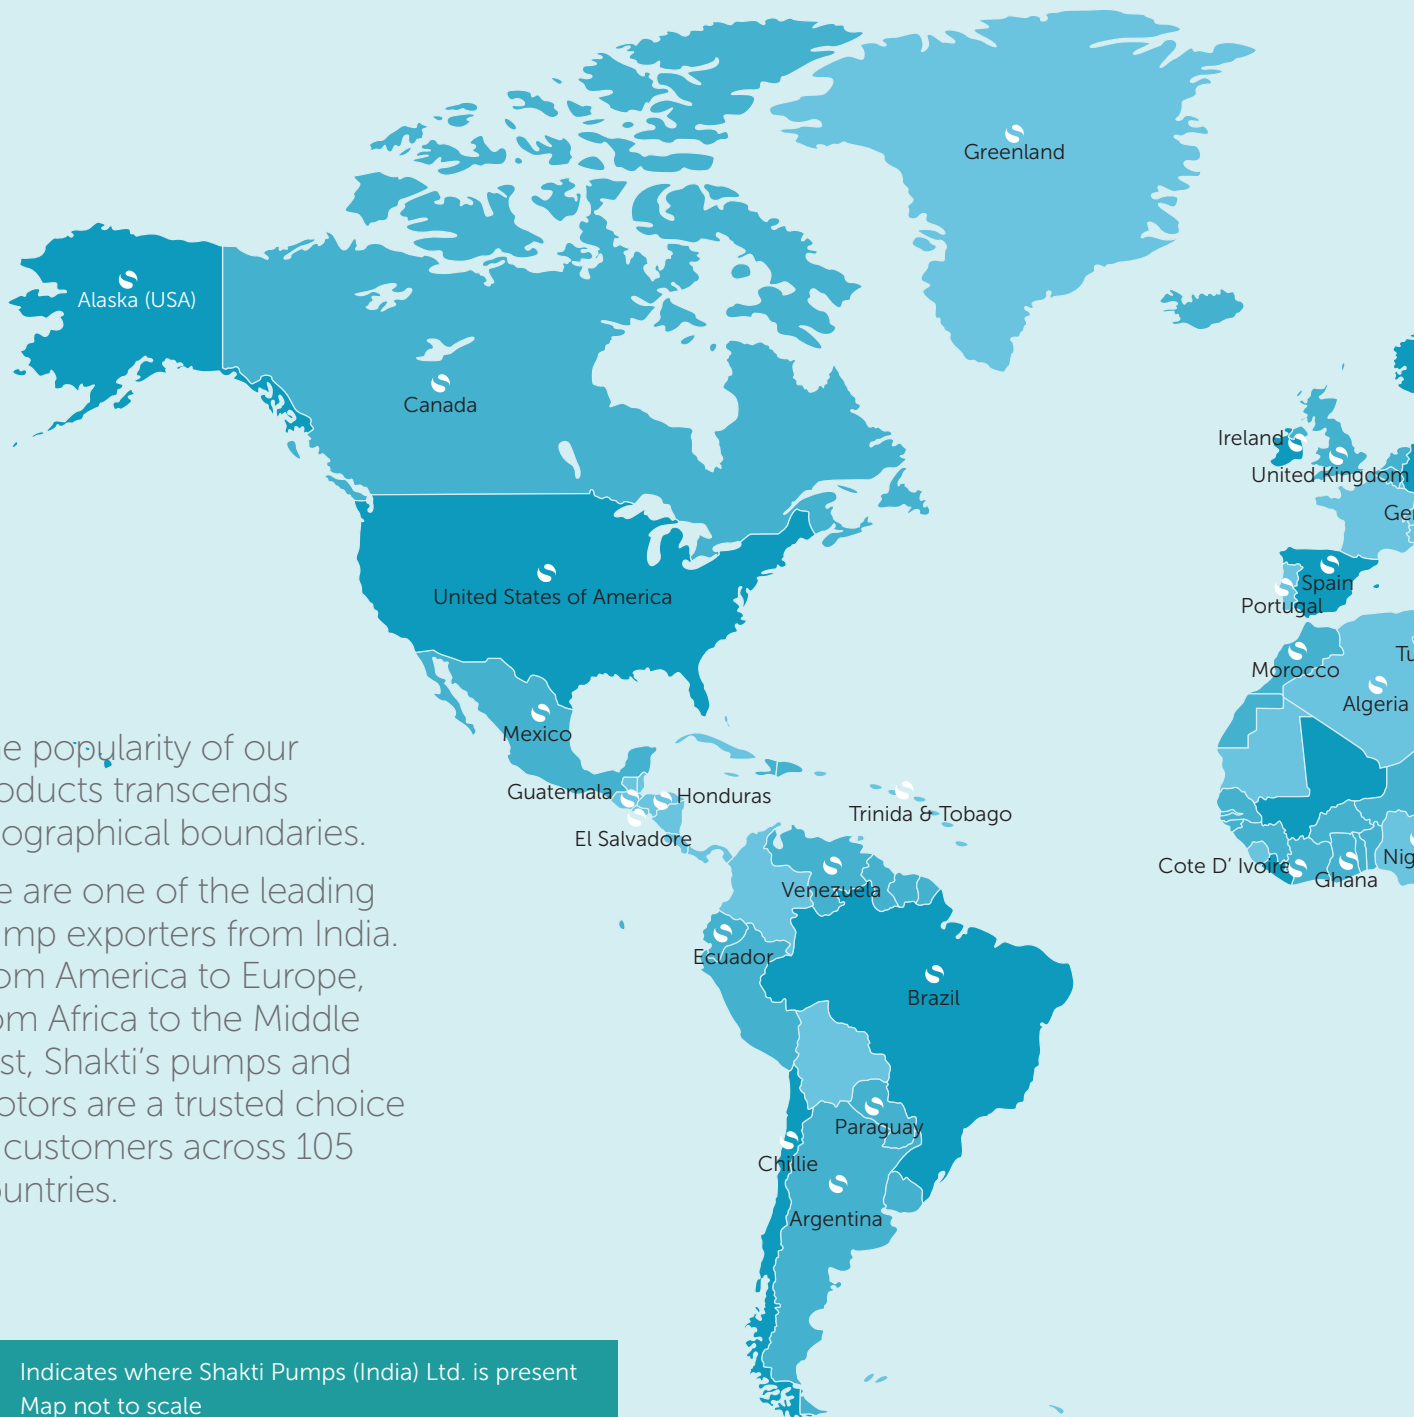 Greenland
Alaska (USA)
Canada
Ireland
United Kingdom
Ger
United States of America
Spain
Portugal
Morocco
Tu
Algeria
Mexico
Guatemala
Honduras
El Salvadore
Trinida & Tobago
Venezuela
Cote D’ Ivoire
Ghana
Nig
Ecuador
Brazil
Paraguay
Chillie
Argentina
e popularity of our
oducts transcends
ographical boundaries.
e are one of the leading
mp exporters from India.
om America to Europe,
om Africa to the Middle
st, Shakti’s pumps and
otors are a trusted choice
customers across 105
untries.
Indicates where Shakti Pumps (India) Ltd. is present
Map not to scale